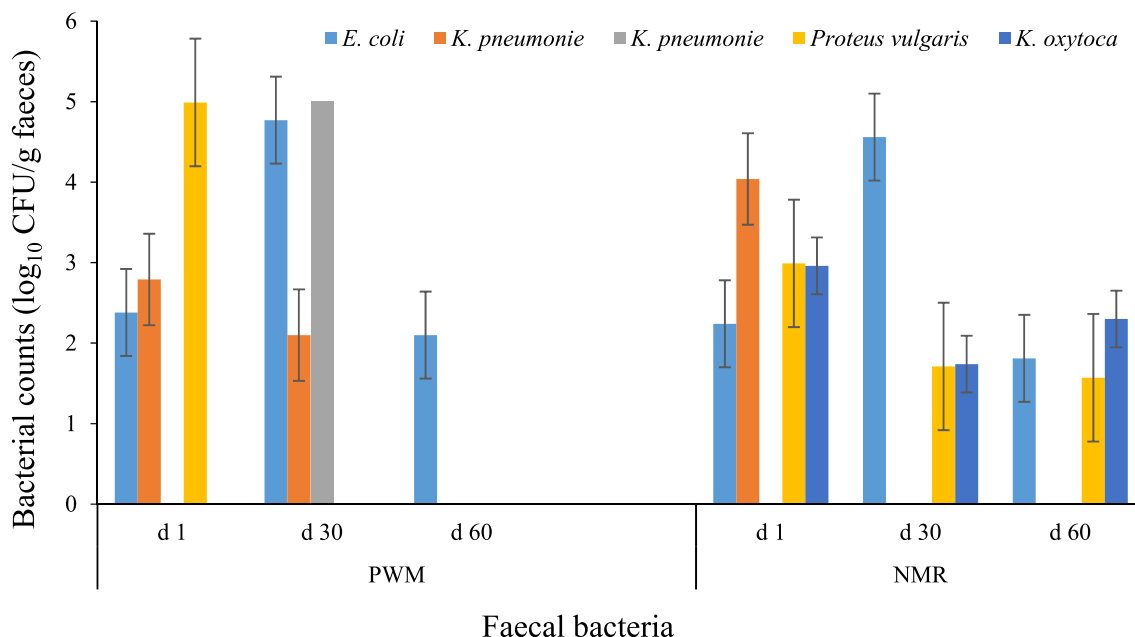 6
E. coli K. pneumonie K. pneumonie Proteus vulgaris K. oxytoca
5
4
3
2
1
0
Bacterial counts (log10 CFU/g faeces)
d 1 d 30 d 60 d 1 d 30 d 60
PWM NMR
Faecal bacteria